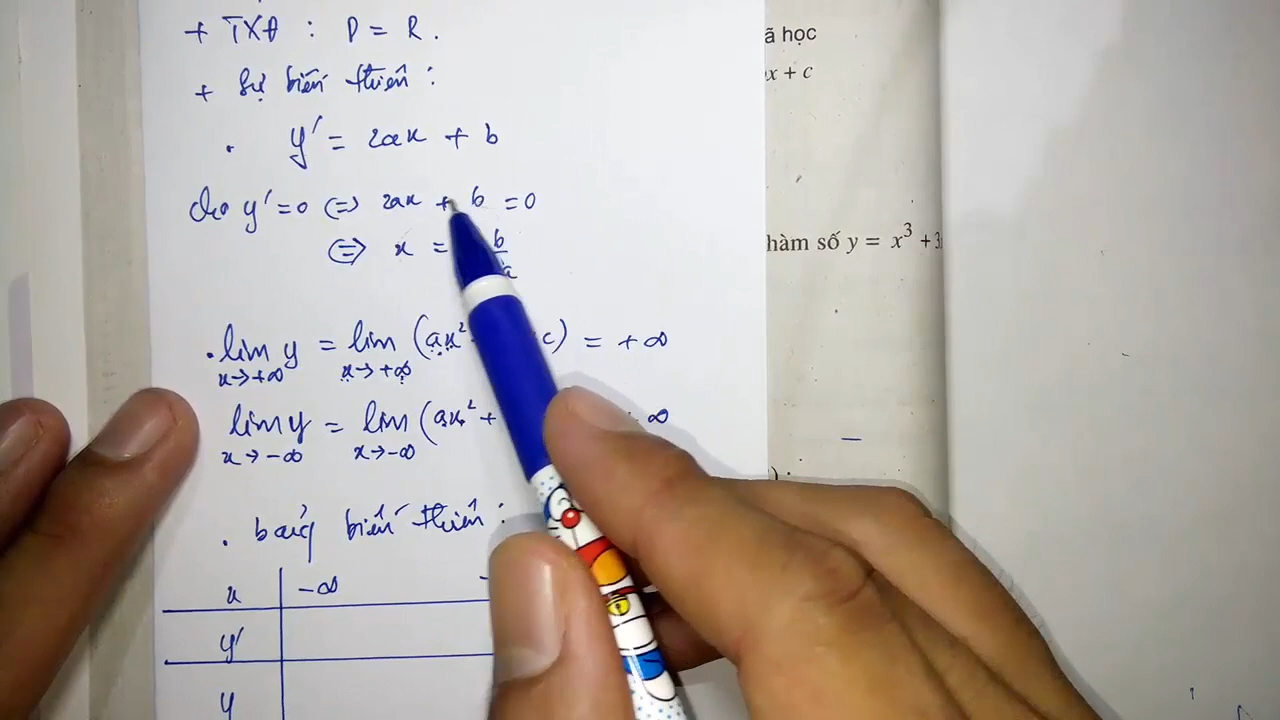 + TXĐ : D = R.
+ Sự biến thiên :
. y' = 2ax + b
Cho y' = 0 <=> 2ax + b = 0
<=> x = b
. lim y = lim (ax² c) = +∞
x→+∞ x→+∞
lim y = lim (ax² + ∞
x→-∞ x→-∞
. bảng biến thiên :
x -∞
y'
y
ã học
x + c
hàm số y = x³ + 3